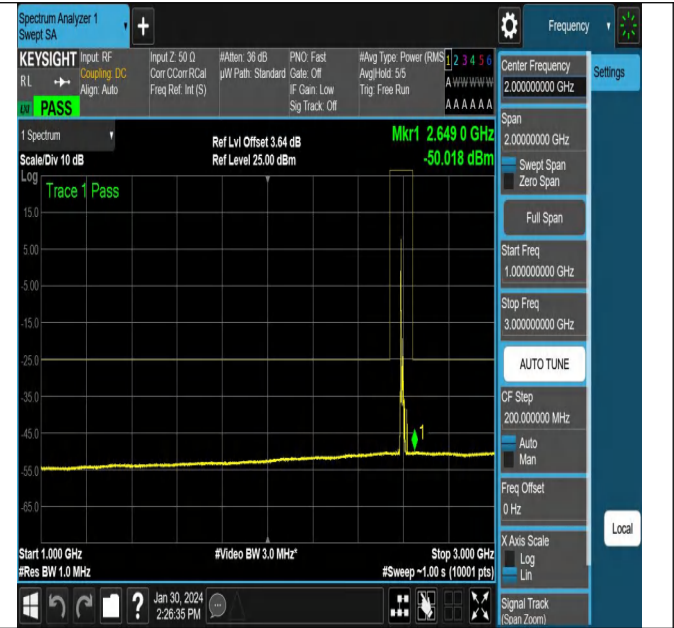 Spectrum Analyzer 1
Swept SA
+
Frequency
KEYSIGHT Input: RF
RL Coupling: DC
Align: Auto
LXI PASS
Input Z: 50 Ω
Corr CCorr RCal
Freq Ref: Int (S)
#Atten: 36 dB
µW Path: Standard
PNO: Fast
Gate: Off
IF Gain: Low
Sig Track: Off
#Avg Type: Power (RMS
Avg|Hold: 5/5
Trig: Free Run
1 2 3 4 5 6
A W W W W W
A A A A A A
Center Frequency
2.000000000 GHz
Settings
Span
2.00000000 GHz
Swept Span
Zero Span
Full Span
Start Freq
1.000000000 GHz
Stop Freq
3.000000000 GHz
AUTO TUNE
CF Step
200.000000 MHz
Auto
Man
Freq Offset
0 Hz
X Axis Scale
Log
Lin
Local
Signal Track
(Span Zoom)
1 Spectrum
Scale/Div 10 dB
Ref Lvl Offset 3.64 dB
Ref Level 25.00 dBm
Mkr1 2.649 0 GHz
-50.018 dBm
Log
Trace 1 Pass
15.0
5.00
-5.00
-15.0
-25.0
-35.0
-45.0
1
-55.0
-65.0
Start 1.000 GHz
#Res BW 1.0 MHz
#Video BW 3.0 MHz*
Stop 3.000 GHz
#Sweep ~1.00 s (10001 pts)
?
Jan 30, 2024
2:26:35 PM